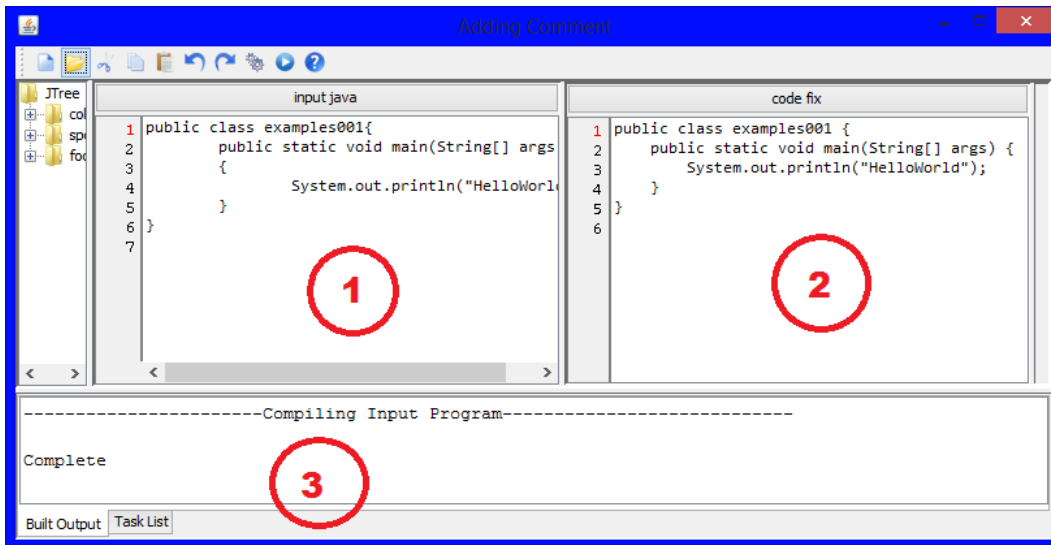 Adding Comment
JTree
col
spo
foo
input java
1 public class examples001{
2 public static void main(String[] args
3 {
4 System.out.println("HelloWorl
5 }
6 }
7
1
code fix
1 public class examples001 {
2 public static void main(String[] args) {
3 System.out.println("HelloWorld");
4 }
5 }
6
2
-----------------------Compiling Input Program----------------------------
Complete
3
Built Output Task List